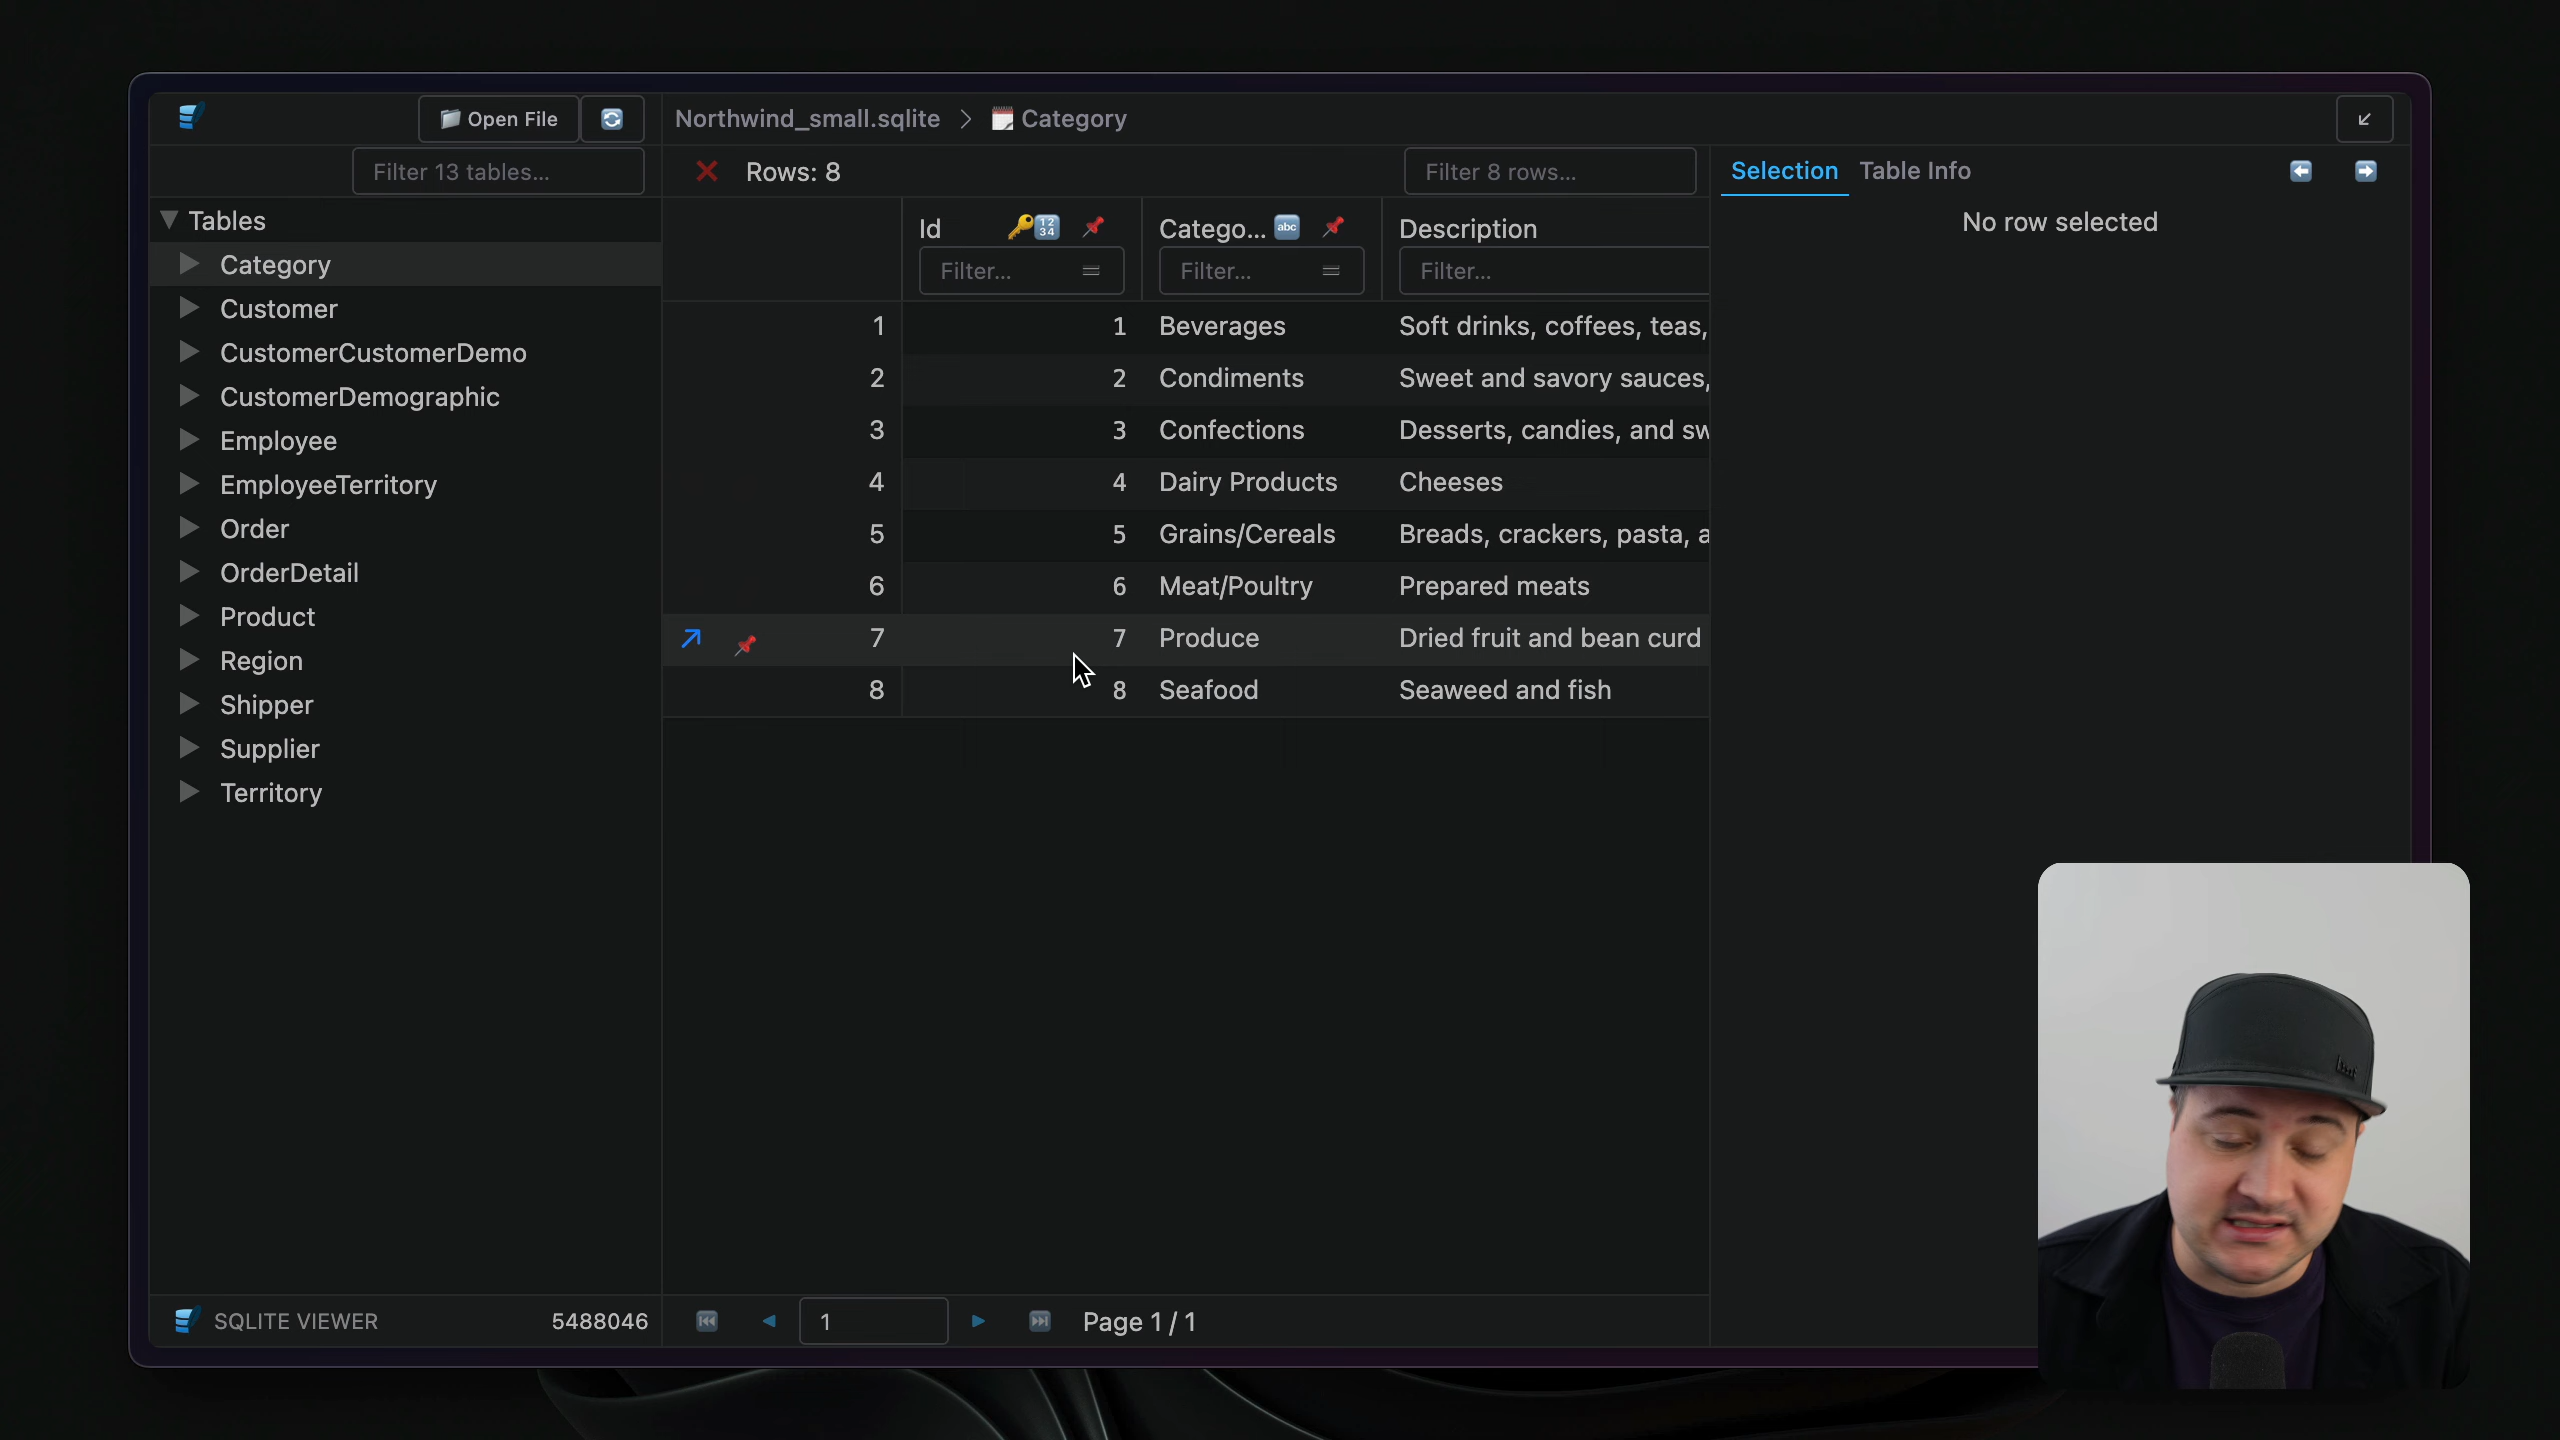 Open File
Northwind_small.sqlite > Category
Filter 13 tables...
Rows: 8
Filter 8 rows...
Selection
Table Info
No row selected
Tables
Category
Customer
CustomerCustomerDemo
CustomerDemographic
Employee
EmployeeTerritory
Order
OrderDetail
Product
Region
Shipper
Supplier
Territory
Id
Catego...
abc
Description
Filter...
Filter...
Filter...
1 1 Beverages Soft drinks, coffees, teas,
2 2 Condiments Sweet and savory sauces,
3 3 Confections Desserts, candies, and sw
4 4 Dairy Products Cheeses
5 5 Grains/Cereals Breads, crackers, pasta, a
6 6 Meat/Poultry Prepared meats
7 7 Produce Dried fruit and bean curd
8 8 Seafood Seaweed and fish
SQLITE VIEWER
5488046
1
Page 1 / 1